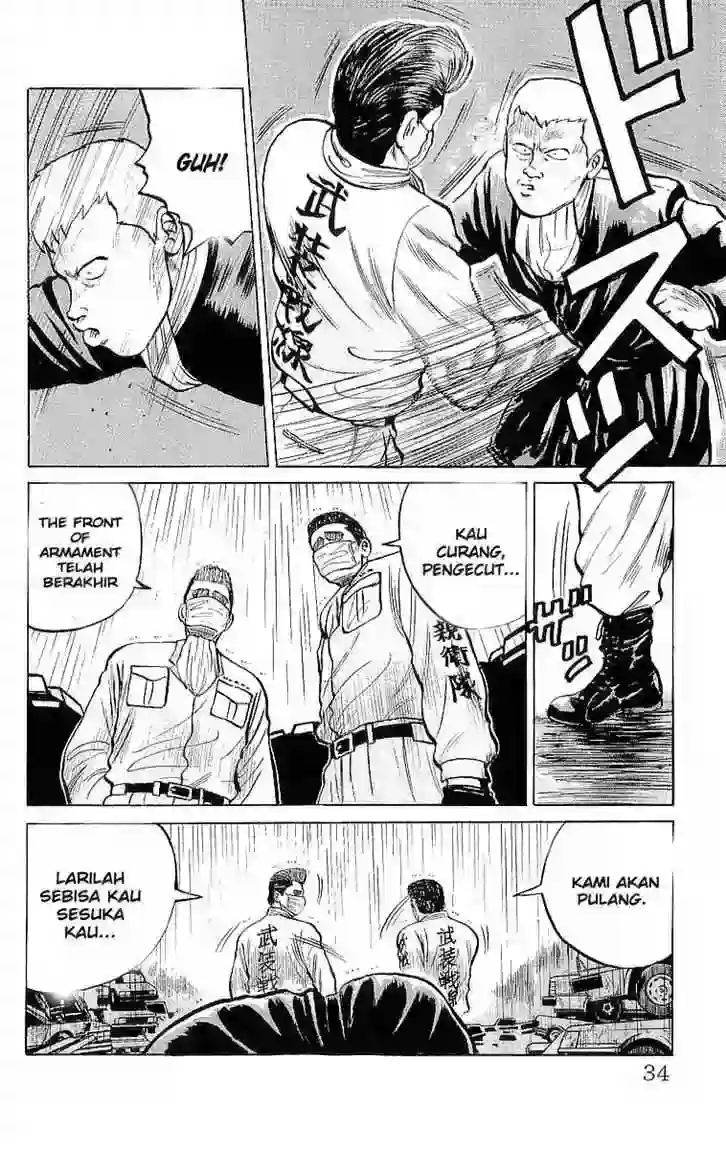 ドスッ
武装戦線
GUH!
ザッ
KAU
CURANG,
PENGECUT...
親衛隊
THE FRONT
OF
ARMAMENT
TELAH
BERAKHIR
KAMI AKAN
PULANG.
武装戦
武装戦線
LARILAH
SEBISA KAU
SESUKA
KAU...
34